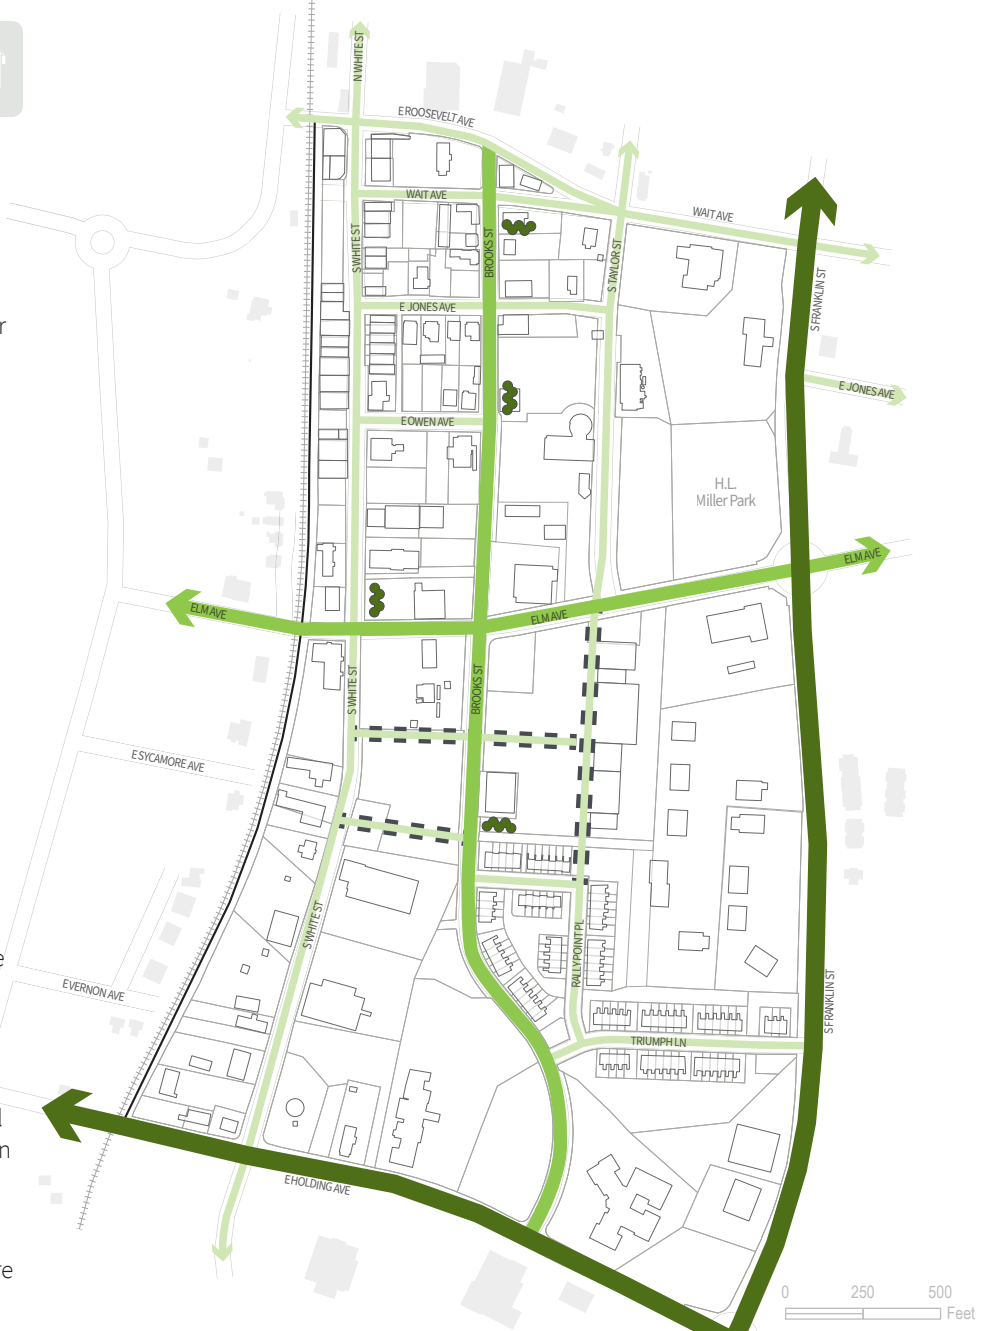 N WHITE ST
E ROOSEVELT AVE
WAIT AVE
WAIT AVE
S WHITE ST
BROOKS ST
S TAYLOR ST
S FRANKLIN ST
E JONES AVE
r
E JONES AVE
E OWEN AVE
H.L.
Miller Park
ELM AVE
ELM AVE
ELM AVE
S WHITE ST
BROOKS ST
E SYCAMORE AVE
S WHITE ST
RALLY POINT PL
e
E VERNON AVE
S FRANKLIN ST
TRIUMPH LN
n
E HOLDING AVE
re
0 250 500
Feet